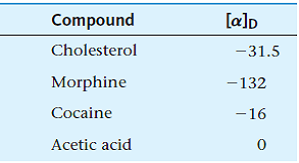 Compound [α]D
Cholesterol −31.5
Morphine −132
Cocaine −16
Acetic acid 0